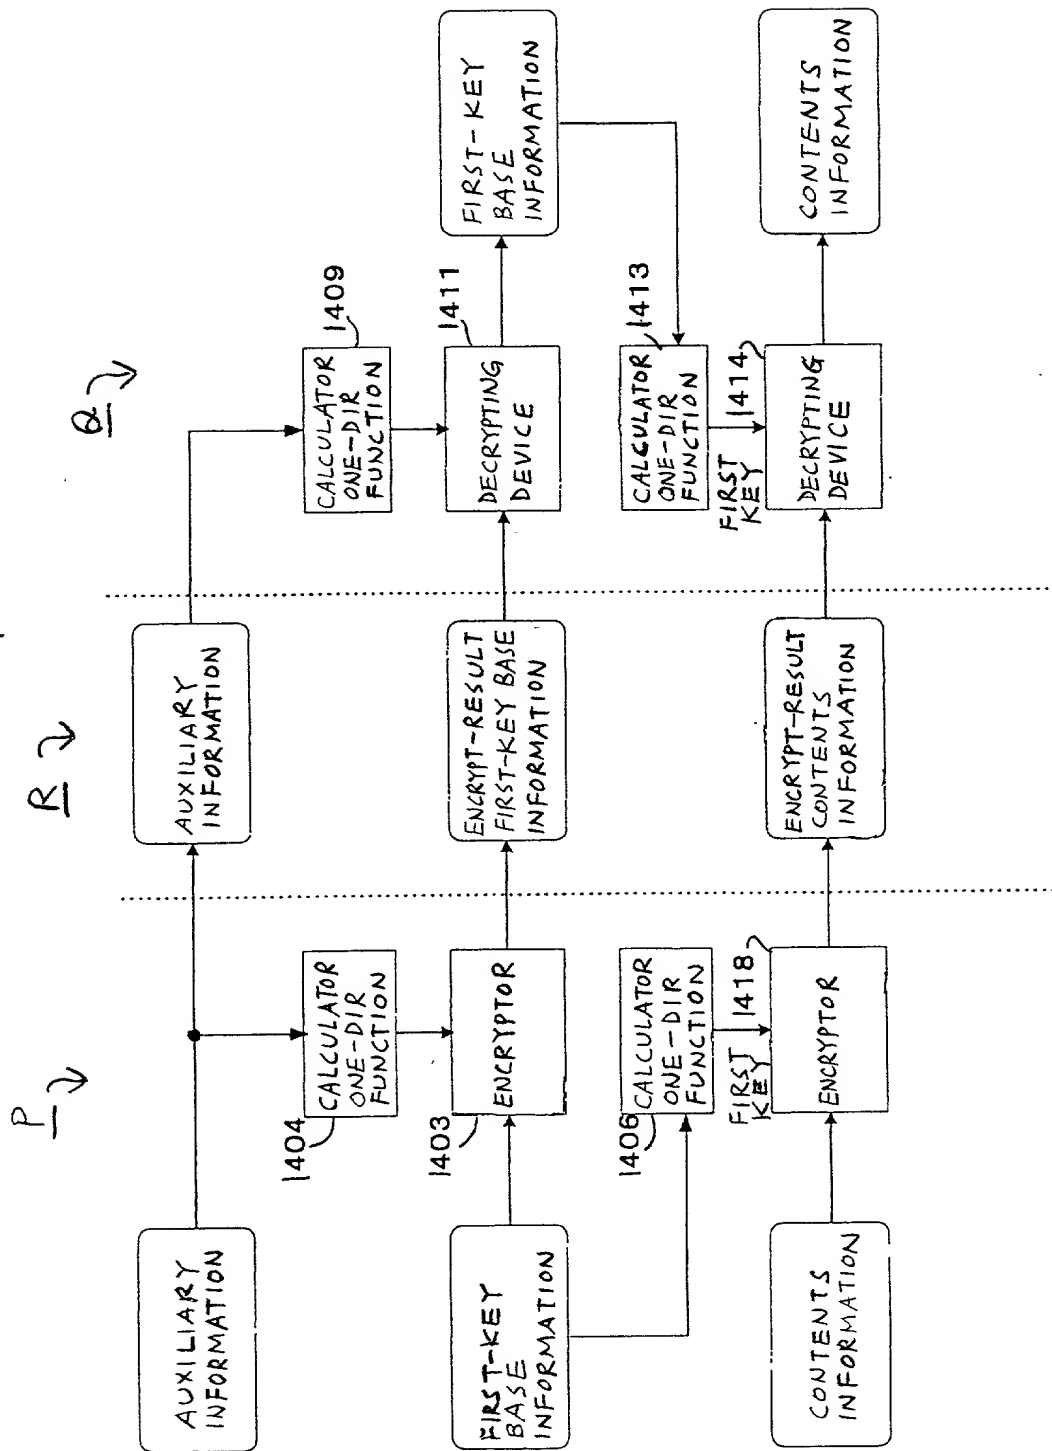 P
R
Q
AUXILIARY
INFORMATION
AUXILIARY
INFORMATION
1404
CALCULATOR
ONE-DIR
FUNCTION
CALCULATOR
ONE-DIR
FUNCTION
1409
FIRST-KEY
BASE
INFORMATION
1403
ENCRYPTOR
ENCRYPT-RESULT
FIRST-KEY BASE
INFORMATION
DECRYPTING
DEVICE
1411
FIRST-KEY
BASE
INFORMATION
1406
CALCULATOR
ONE-DIR
FUNCTION
CALCULATOR
ONE-DIR
FUNCTION
1413
FIRST
KEY
1418
FIRST
KEY
1414
CONTENTS
INFORMATION
ENCRYPTOR
ENCRYPT-RESULT
CONTENTS
INFORMATION
DECRYPTING
DEVICE
CONTENTS
INFORMATION